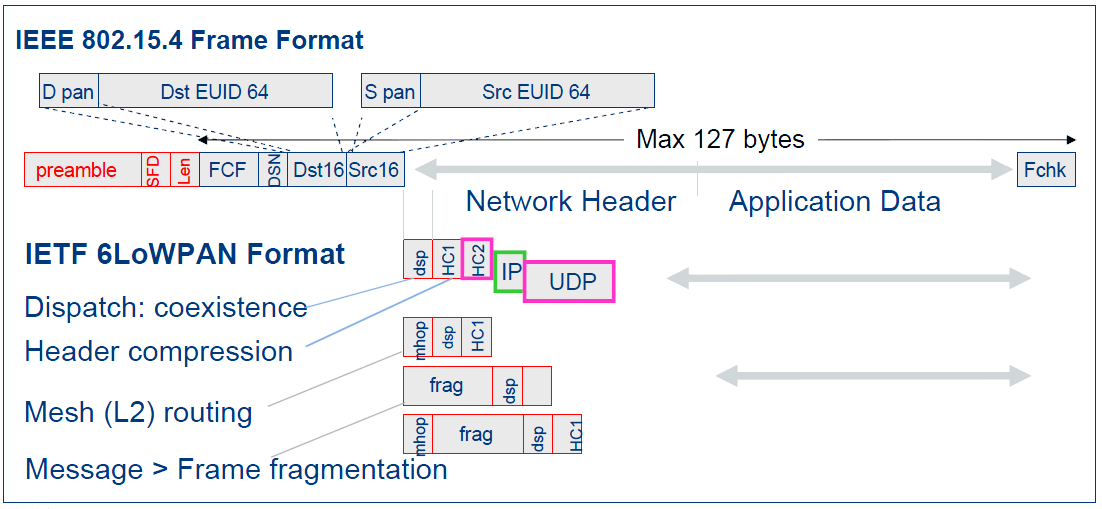 IEEE 802.15.4 Frame Format
D pan Dst EUID 64 S pan Src EUID 64
Max 127 bytes
preamble SFD Len FCF DSN Dst16 Src16 Fchk
Network Header Application Data
IETF 6LoWPAN Format
dsp HC1 HC2 IP UDP
Dispatch: coexistence
Header compression
mhop dsp HC1
frag dsp
Mesh (L2) routing
mhop frag dsp HC1
Message > Frame fragmentation